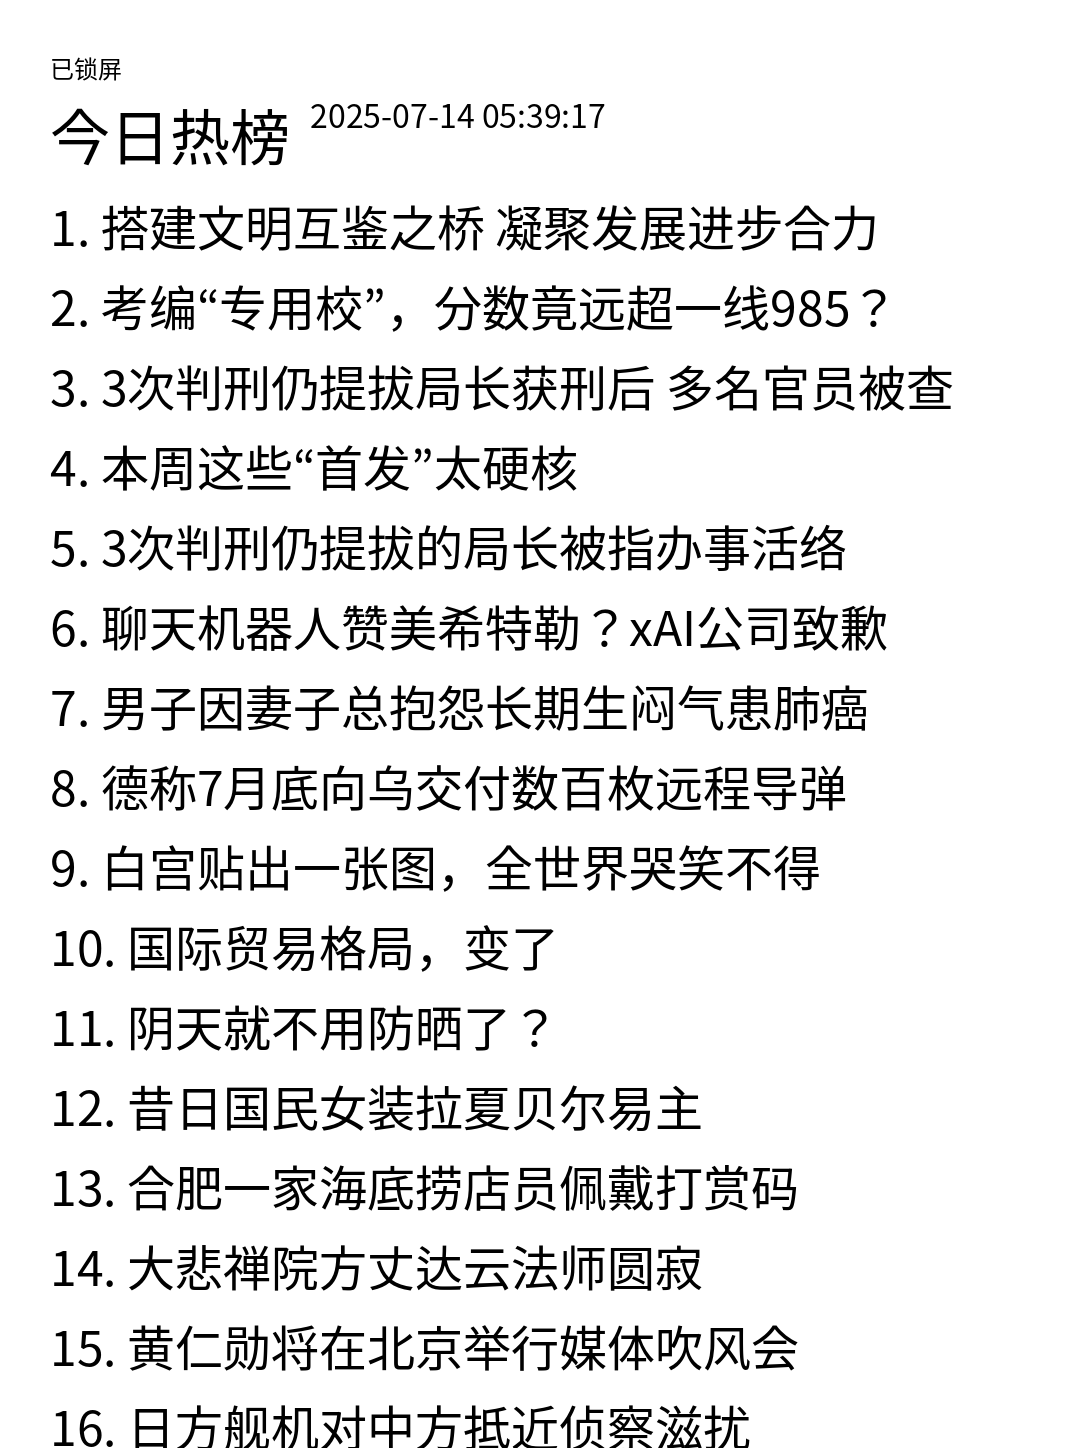 已锁屏
今日热榜 2025-07-14 05:39:17
1. 搭建文明互鉴之桥 凝聚发展进步合力
2. 考编“专用校”，分数竟远超一线985？
3. 3次判刑仍提拔局长获刑后 多名官员被查
4. 本周这些“首发”太硬核
5. 3次判刑仍提拔的局长被指办事活络
6. 聊天机器人赞美希特勒？xAI公司致歉
7. 男子因妻子总抱怨长期生闷气患肺癌
8. 德称7月底向乌交付数百枚远程导弹
9. 白宫贴出一张图，全世界哭笑不得
10. 国际贸易格局，变了
11. 阴天就不用防晒了？
12. 昔日国民女装拉夏贝尔易主
13. 合肥一家海底捞店员佩戴打赏码
14. 大悲禅院方丈达云法师圆寂
15. 黄仁勋将在北京举行媒体吹风会
16. 日方舰机对中方抵近侦察滋扰